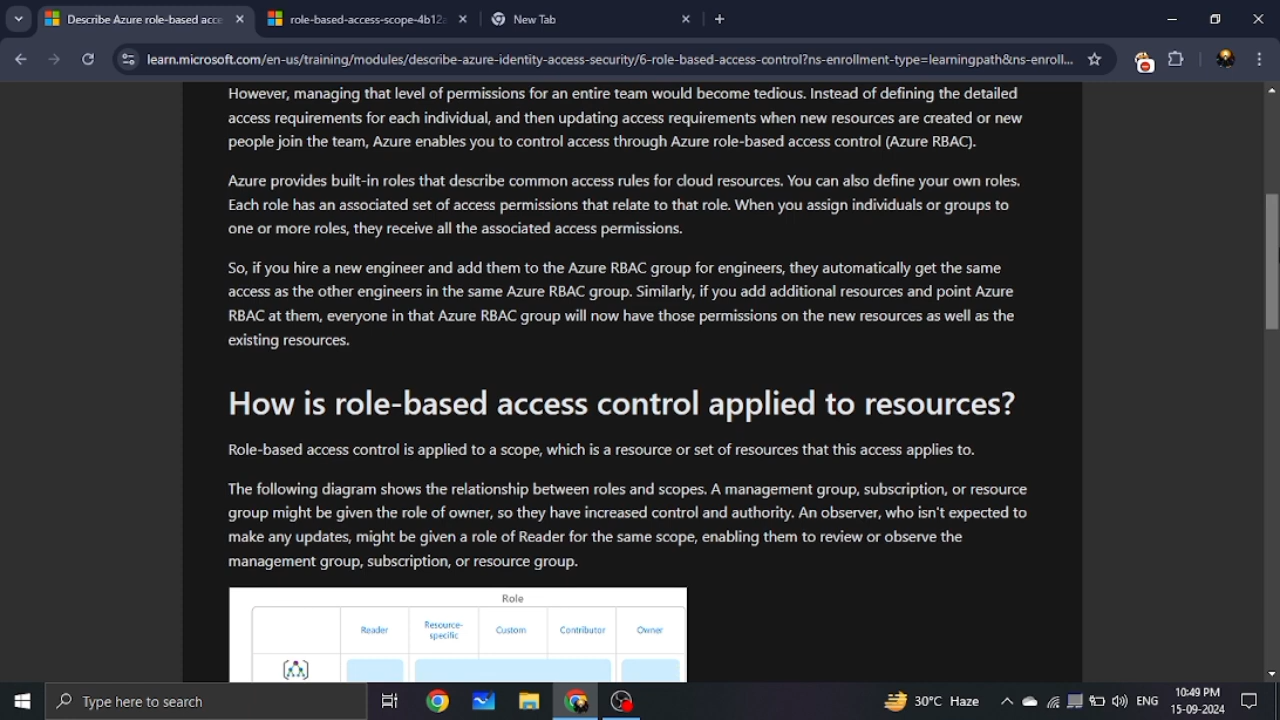 Describe Azure role-based acce
role-based-access-scope-4b12a
New Tab
learn.microsoft.com/en-us/training/modules/describe-azure-identity-access-security/6-role-based-access-control?ns-enrollment-type=learningpath&ns-enroll...
However, managing that level of permissions for an entire team would become tedious. Instead of defining the detailed
access requirements for each individual, and then updating access requirements when new resources are created or new
people join the team, Azure enables you to control access through Azure role-based access control (Azure RBAC).
Azure provides built-in roles that describe common access rules for cloud resources. You can also define your own roles.
Each role has an associated set of access permissions that relate to that role. When you assign individuals or groups to
one or more roles, they receive all the associated access permissions.
So, if you hire a new engineer and add them to the Azure RBAC group for engineers, they automatically get the same
access as the other engineers in the same Azure RBAC group. Similarly, if you add additional resources and point Azure
RBAC at them, everyone in that Azure RBAC group will now have those permissions on the new resources as well as the
existing resources.
How is role-based access control applied to resources?
Role-based access control is applied to a scope, which is a resource or set of resources that this access applies to.
The following diagram shows the relationship between roles and scopes. A management group, subscription, or resource
group might be given the role of owner, so they have increased control and authority. An observer, who isn't expected to
make any updates, might be given a role of Reader for the same scope, enabling them to review or observe the
management group, subscription, or resource group.
Role
Reader
Resource-
specific
Custom
Contributor
Owner
Type here to search
30°C Haze
ENG
10:49 PM
15-09-2024